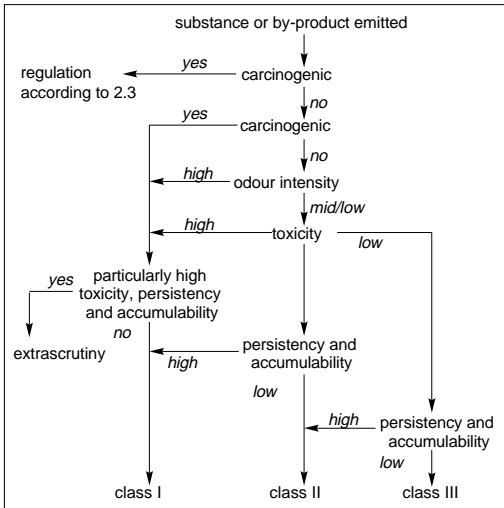 substance or by-product emitted
yes
regulation
according to 2.3
carcinogenic
no
yes
carcinogenic
no
high
odour intensity
mid/low
high
toxicity
low
yes
particularly high
toxicity, persistency
and accumulability
no
extrascrutiny
persistency and
accumulability
high
low
high
persistency and
accumulability
low
class I
class II
class III